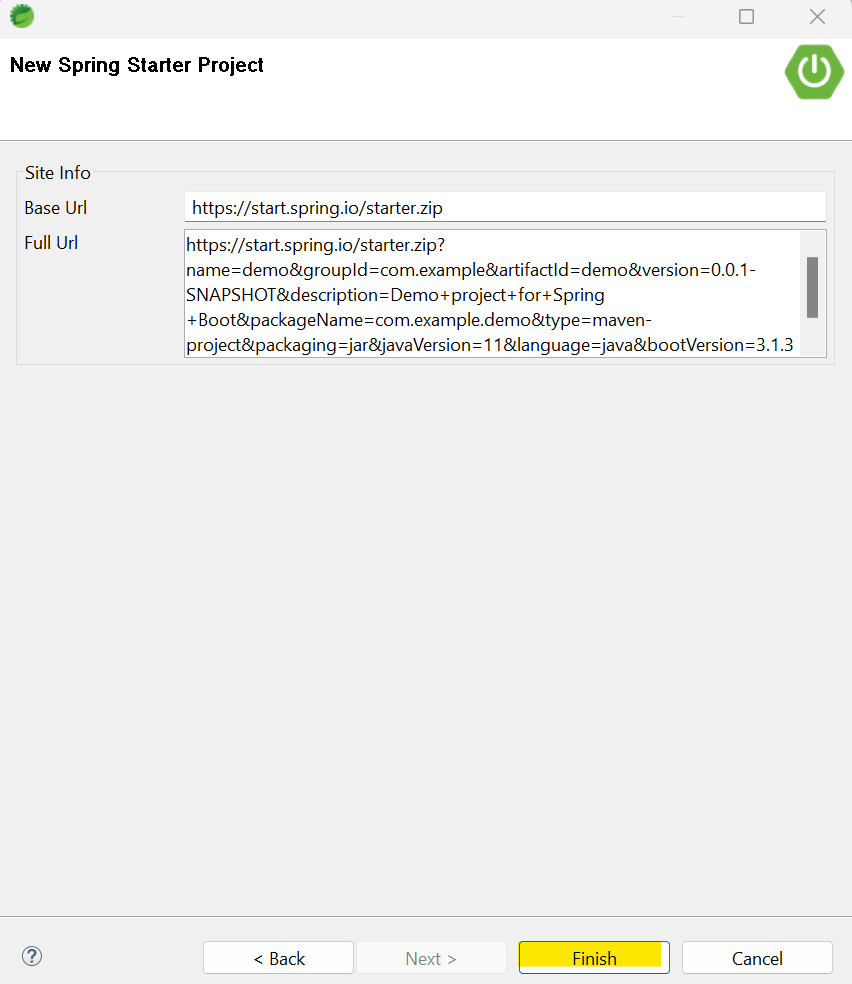 New Spring Starter Project
Site Info
Base Url
https://start.spring.io/starter.zip
Full Url
https://start.spring.io/starter.zip?
name=demo&groupId=com.example&artifactId=demo&version=0.0.1-
SNAPSHOT&description=Demo+project+for+Spring
+Boot&packageName=com.example.demo&type=maven-
project&packaging=jar&javaVersion=11&language=java&bootVersion=3.1.3
?
< Back
Next >
Finish
Cancel